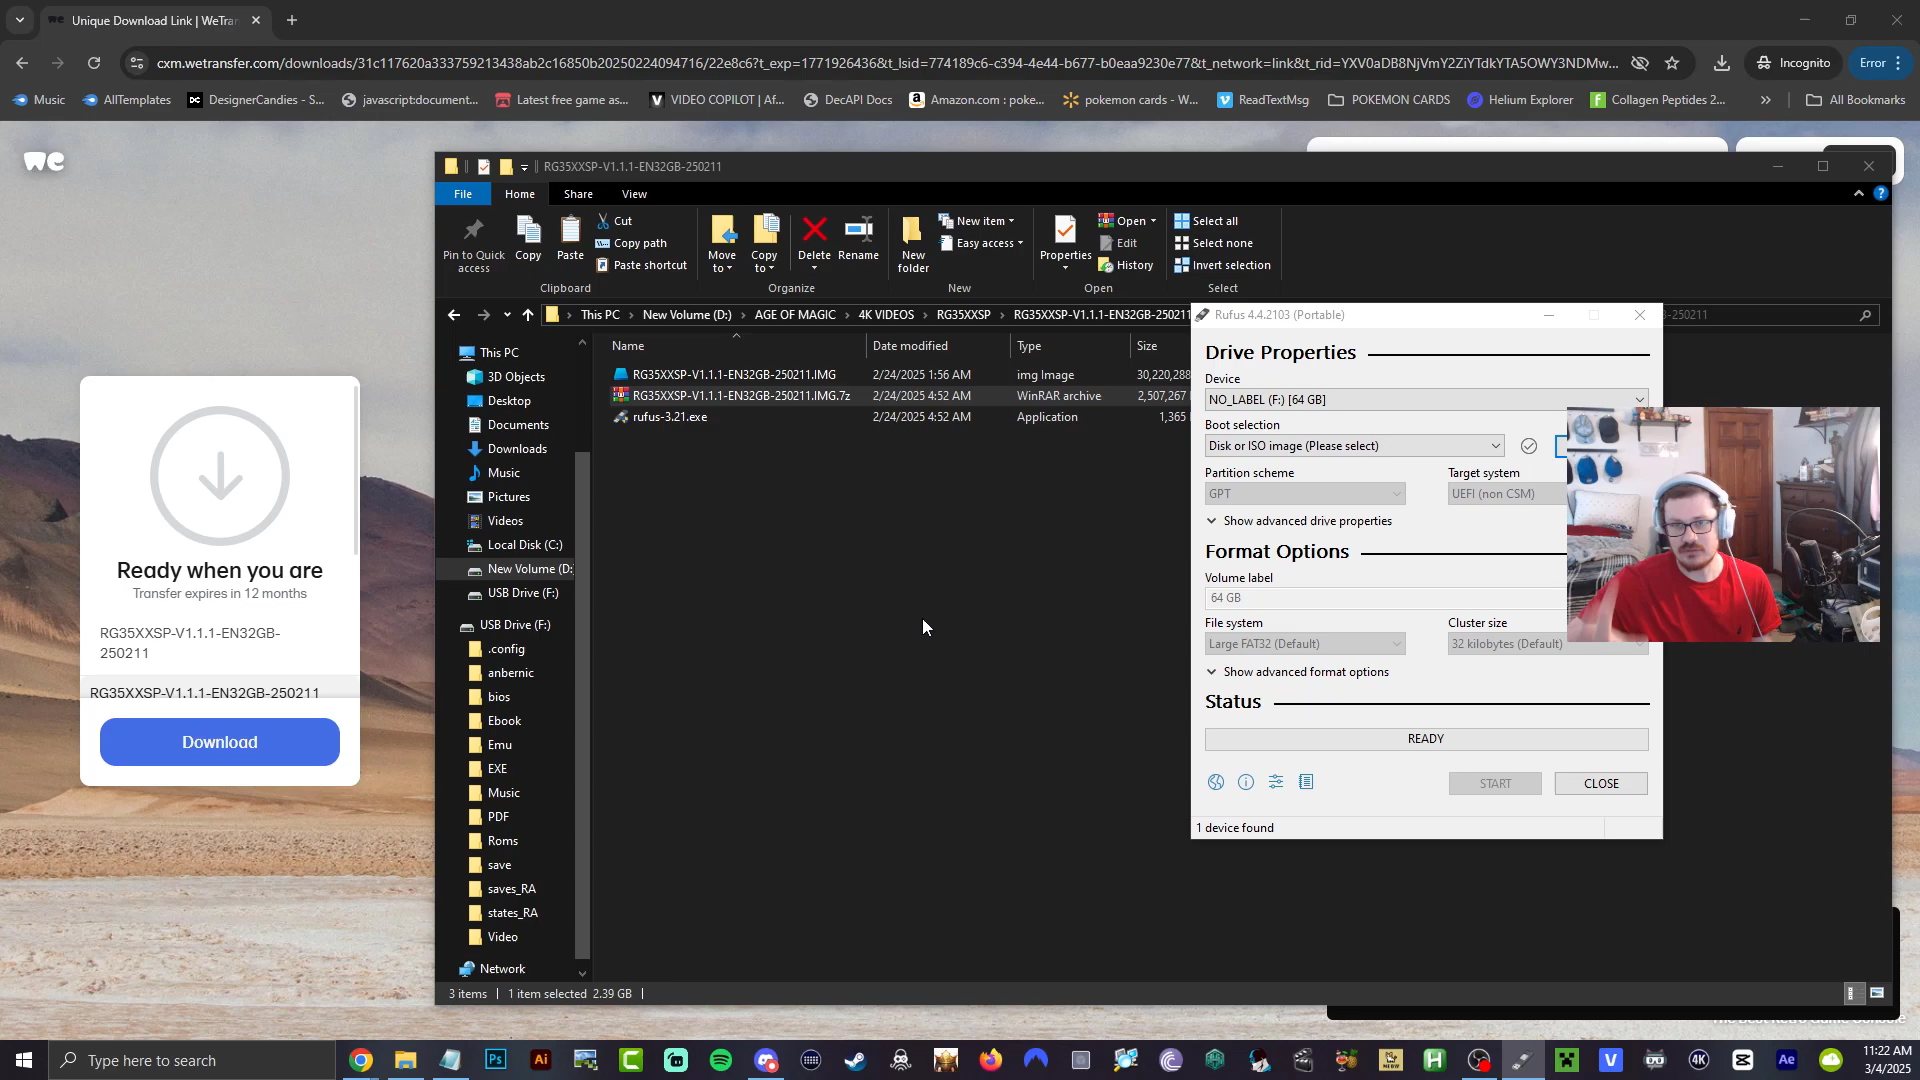 Unique Download Link | WeTran
cxm.wetransfer.com/downloads/31c117620a333759213438ab2c16850b20250224094716/22e8c6?t_exp=1771926436&t_lsid=774189c6-c394-4e44-b677-b0eaa9230e77&t_network=link&t_rid=YXV0aDB8NjVmY2ZiYTdkYTA5OWY3NDMw...
Incognito
Error
Music
AllTemplates
DesignerCandies - S...
javascript:document...
Latest free game as...
VIDEO COPILOT | Af...
DecAPI Docs
Amazon.com : poke...
pokemon cards - W...
ReadTextMsg
POKEMON CARDS
Helium Explorer
Collagen Peptides 2...
All Bookmarks
we
Ready when you are
Transfer expires in 12 months
RG35XXSP-V1.1.1-EN32GB-
250211
RG35XXSP-V1.1.1-EN32GB-250211
Download
RG35XXSP-V1.1.1-EN32GB-250211
File
Home
Share
View
Pin to Quick
access
Copy
Paste
Cut
Copy path
Paste shortcut
Clipboard
Move
to
Copy
to
Delete
Rename
Organize
New
folder
New item
Easy access
New
Properties
Open
Edit
History
Open
Select all
Select none
Invert selection
Select
This PC
New Volume (D:)
AGE OF MAGIC
4K VIDEOS
RG35XXSP
RG35XXSP-V1.1.1-EN32GB-250211
3-250211
Name
Date modified
Type
Size
RG35XXSP-V1.1.1-EN32GB-250211.IMG
2/24/2025 1:56 AM
img Image
30,220,288
RG35XXSP-V1.1.1-EN32GB-250211.IMG.7z
2/24/2025 4:52 AM
WinRAR archive
2,507,267
rufus-3.21.exe
2/24/2025 4:52 AM
Application
1,365
This PC
3D Objects
Desktop
Documents
Downloads
Music
Pictures
Videos
Local Disk (C:)
New Volume (D:
USB Drive (F:)
USB Drive (F:)
.config
anbernic
bios
Ebook
Emu
EXE
Music
PDF
Roms
save
saves_RA
states_RA
Video
Network
3 items
1 item selected 2.39 GB
Rufus 4.4.2103 (Portable)
Drive Properties
Device
NO_LABEL (F:) [64 GB]
Boot selection
Disk or ISO image (Please select)
Partition scheme
Target system
GPT
UEFI (non CSM)
Show advanced drive properties
Format Options
Volume label
64 GB
File system
Cluster size
Large FAT32 (Default)
32 kilobytes (Default)
Show advanced format options
Status
READY
START
CLOSE
1 device found
Type here to search
11:22 AM
3/4/2025